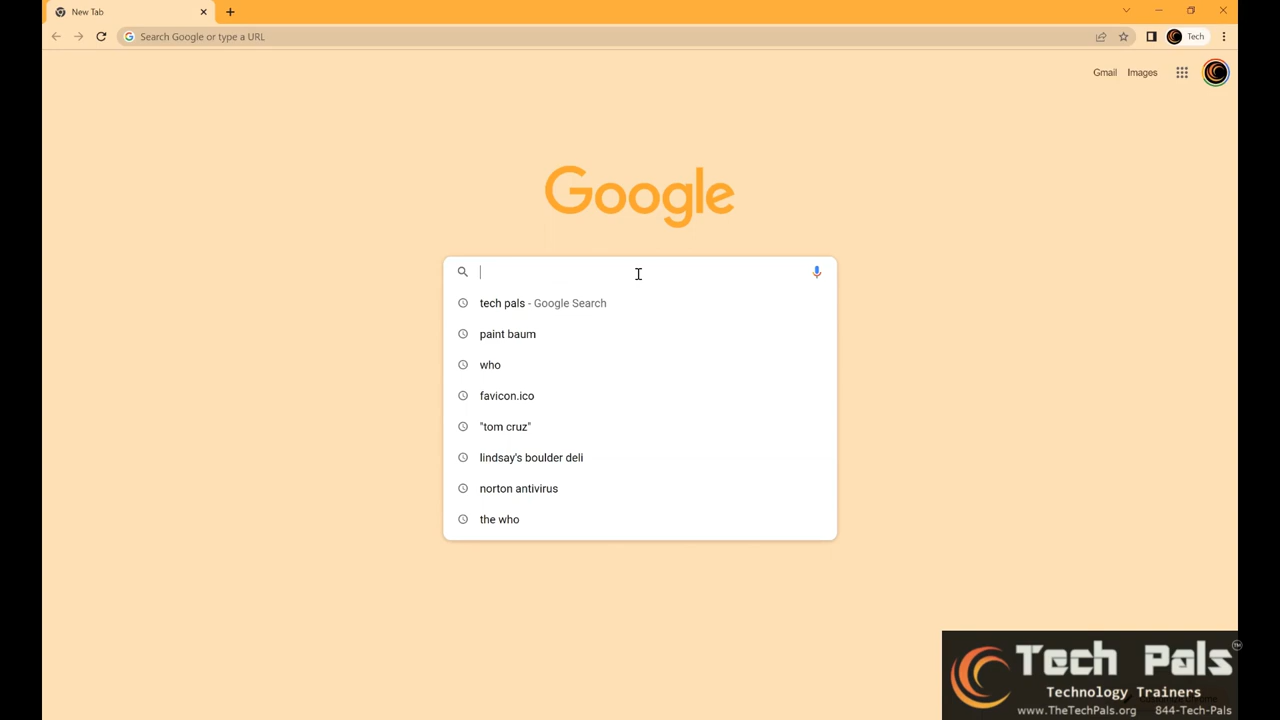 New Tab
Search Google or type a URL
Tech
Gmail Images
Google
tech pals - Google Search
paint baum
who
favicon.ico
"tom cruz"
lindsay's boulder deli
norton antivirus
the who
Tech Pals™
Technology Trainers
www.TheTechPals.org 844-Tech-Pals